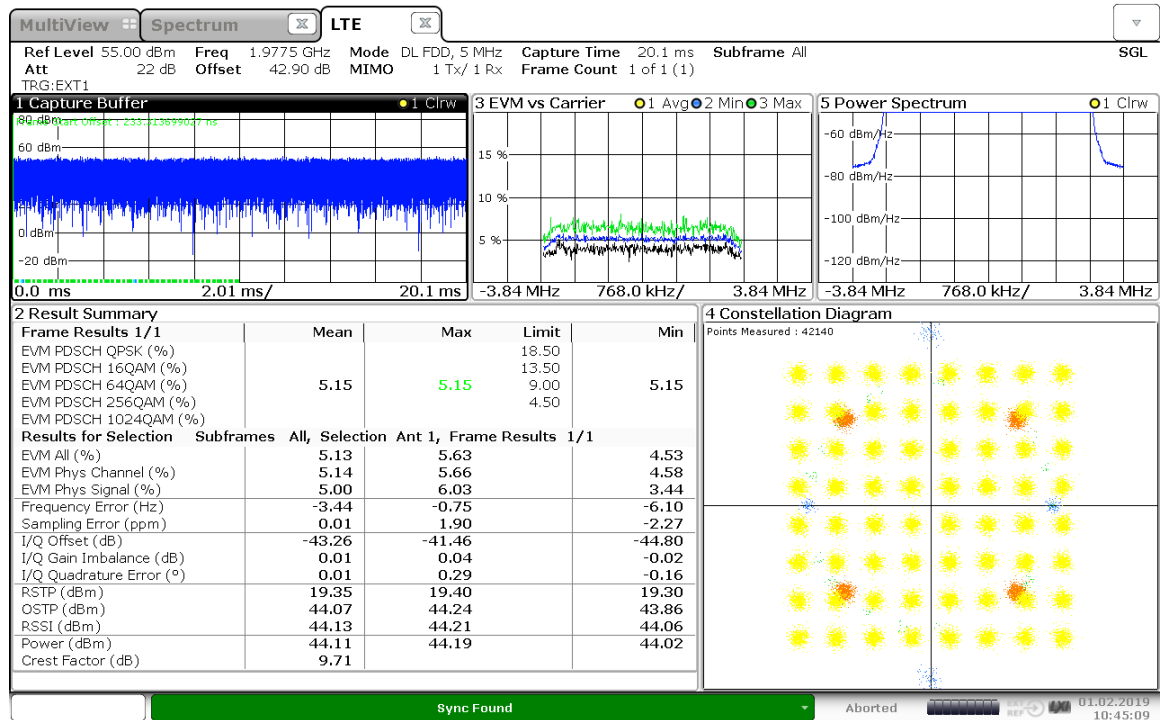 MultiView Spectrum LTE
Ref Level 55.00 dBm Freq 1.9775 GHz Mode DL FDD, 5 MHz Capture Time 20.1 ms Subframe All SGL
Att 22 dB Offset 42.90 dB MIMO 1 Tx/ 1 Rx Frame Count 1 of 1 (1)
TRG:EXT1
1 Capture Buffer 1 Clrw
80 dBm
Frame Start Offset : 233.313699027 ns
60 dBm
0 dBm
-20 dBm
0.0 ms 2.01 ms/ 20.1 ms
3 EVM vs Carrier 1 Avg 2 Min 3 Max
15 %
10 %
5 %
-3.84 MHz 768.0 kHz/ 3.84 MHz
5 Power Spectrum 1 Clrw
-60 dBm/Hz
-80 dBm/Hz
-100 dBm/Hz
-120 dBm/Hz
-3.84 MHz 768.0 kHz/ 3.84 MHz
2 Result Summary
Frame Results 1/1 Mean Max Limit Min
EVM PDSCH QPSK (%) 18.50
EVM PDSCH 16QAM (%) 13.50
EVM PDSCH 64QAM (%) 5.15 5.15 9.00 5.15
EVM PDSCH 256QAM (%) 4.50
EVM PDSCH 1024QAM (%)
Results for Selection Subframes All, Selection Ant 1, Frame Results 1/1
EVM All (%) 5.13 5.63 4.53
EVM Phys Channel (%) 5.14 5.66 4.58
EVM Phys Signal (%) 5.00 6.03 3.44
Frequency Error (Hz) -3.44 -0.75 -6.10
Sampling Error (ppm) 0.01 1.90 -2.27
I/Q Offset (dB) -43.26 -41.46 -44.80
I/Q Gain Imbalance (dB) 0.01 0.04 -0.02
I/Q Quadrature Error (º) 0.01 0.29 -0.16
RSTP (dBm) 19.35 19.40 19.30
OSTP (dBm) 44.07 44.24 43.86
RSSI (dBm) 44.13 44.21 44.06
Power (dBm) 44.11 44.19 44.02
Crest Factor (dB) 9.71
4 Constellation Diagram
Points Measured : 42140
Sync Found
Aborted
EXT REF
LXI
01.02.2019
10:45:09